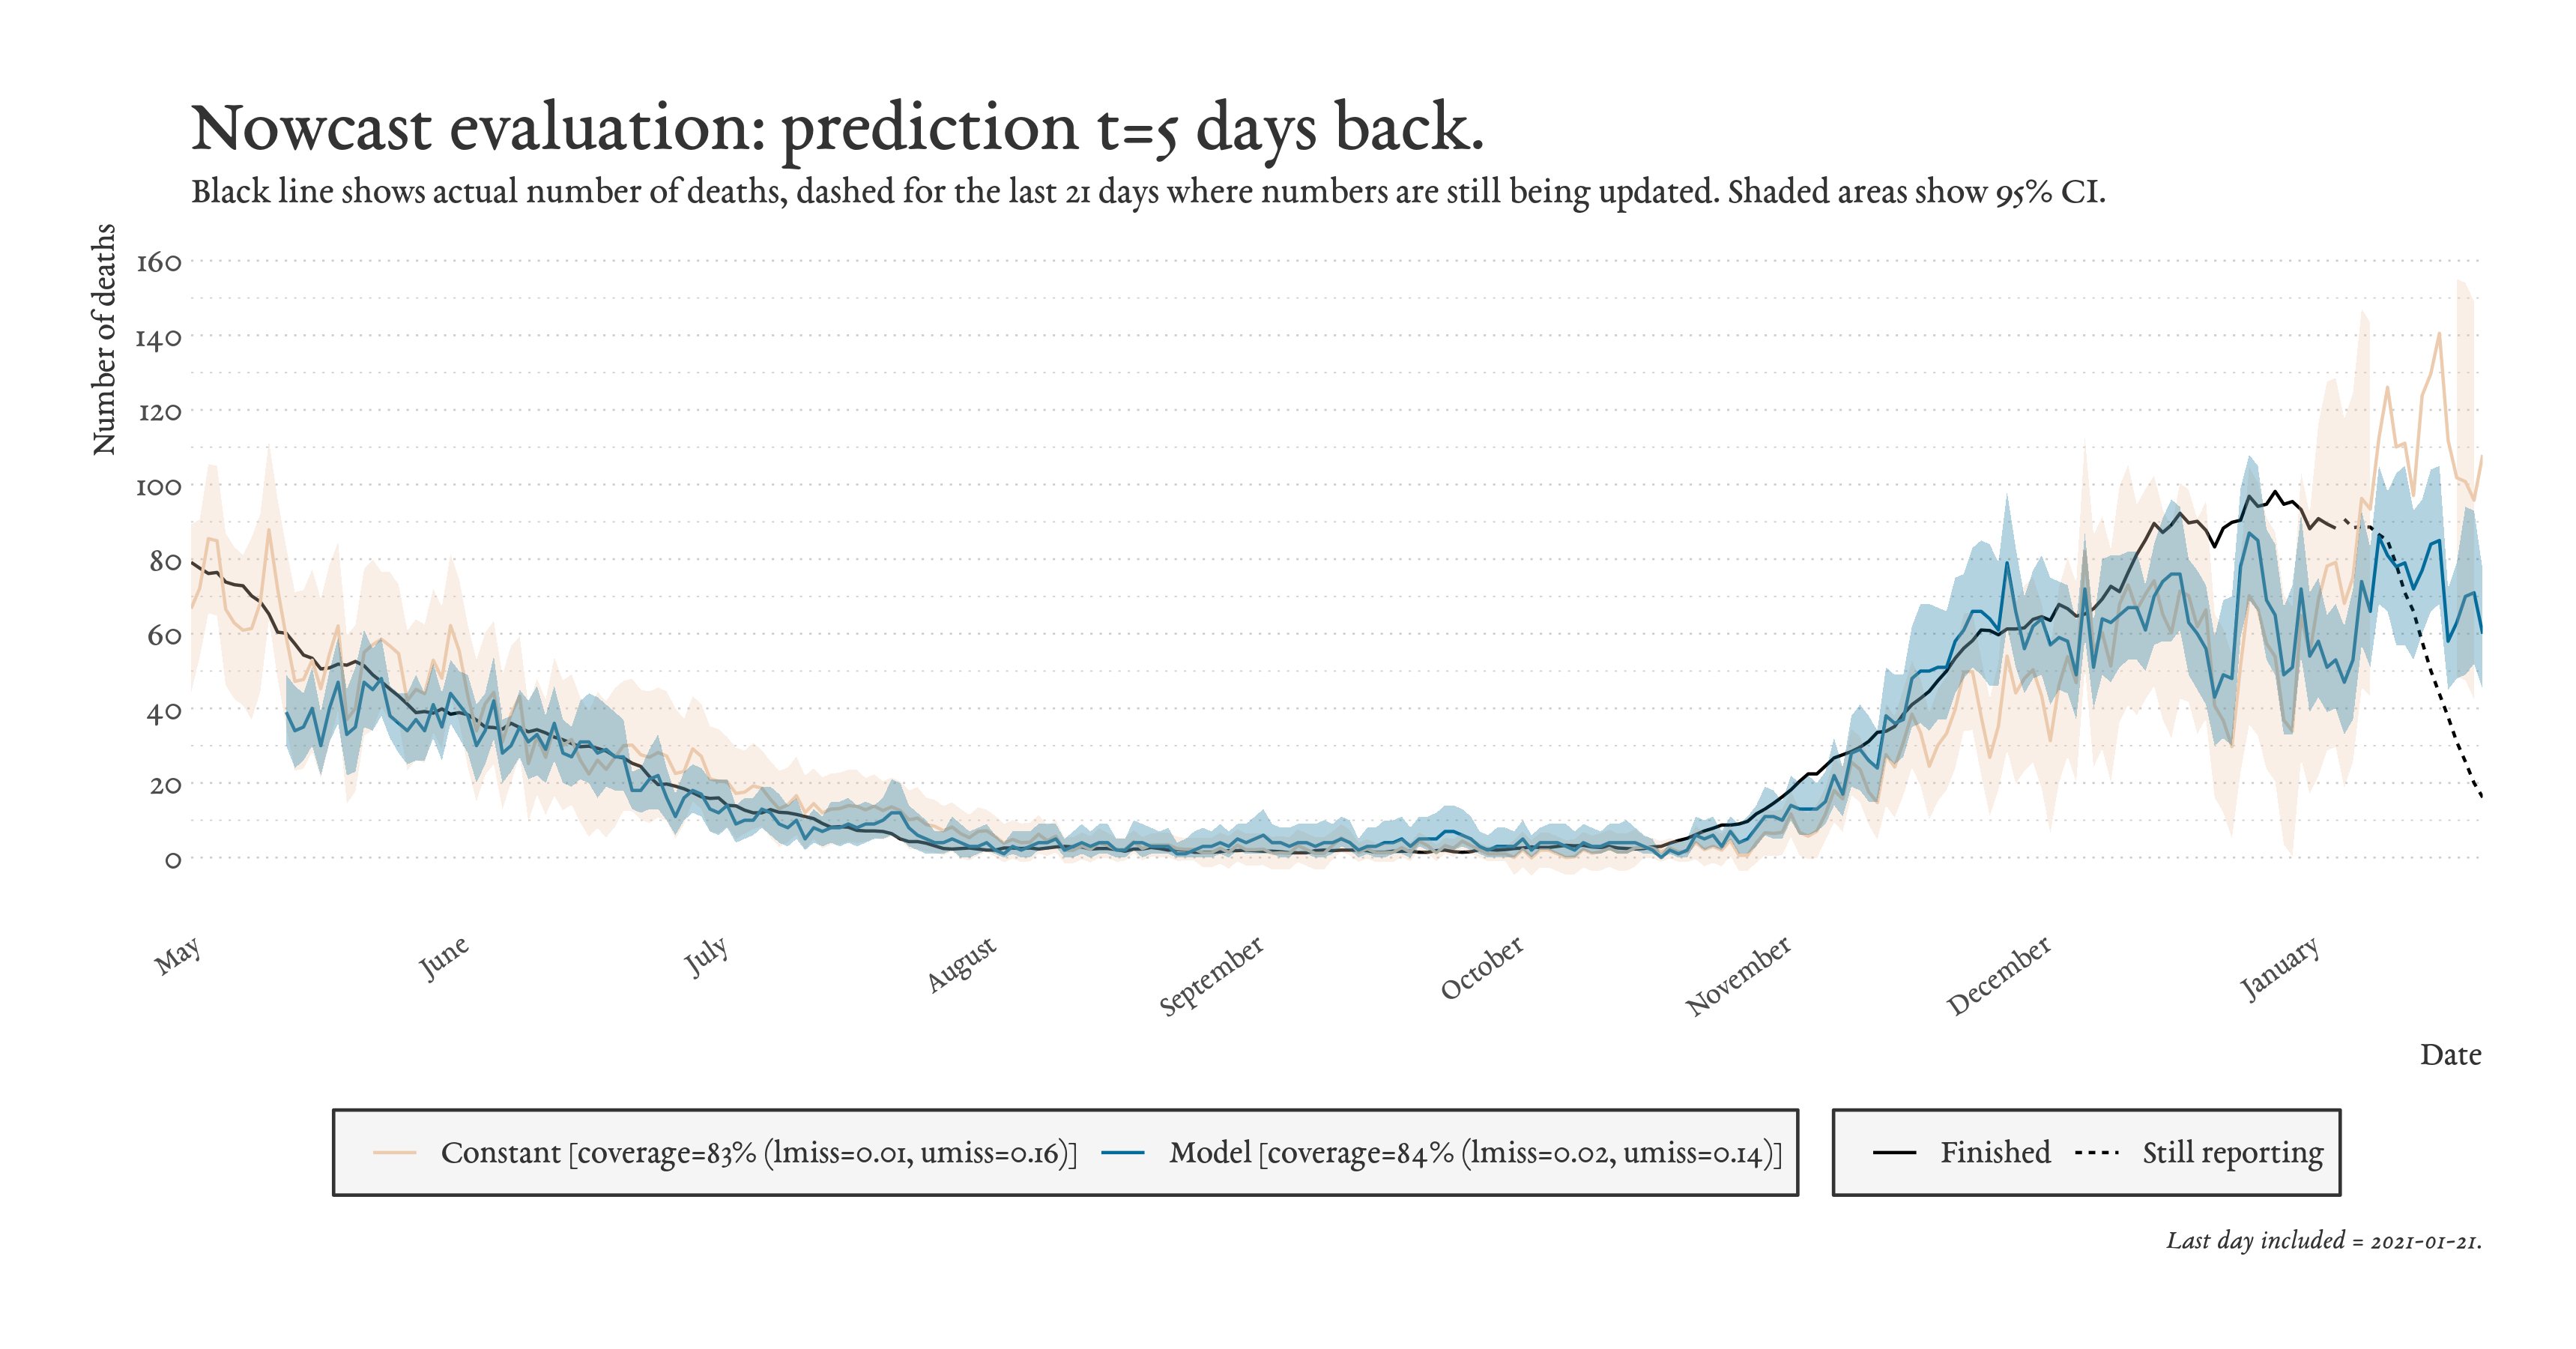 Nowcast evaluation: prediction t=5 days back.
Black line shows actual number of deaths, dashed for the last 21 days where numbers are still being updated. Shaded areas show 95% CI.
Number of deaths
160
140
120
100
80
60
40
20
0
May
June
July
August
September
October
November
December
January
Date
Constant [coverage=83% (lmiss=0.01, umiss=0.16)]
Model [coverage=84% (lmiss=0.02, umiss=0.14)]
Finished
Still reporting
Last day included = 2021-01-21.